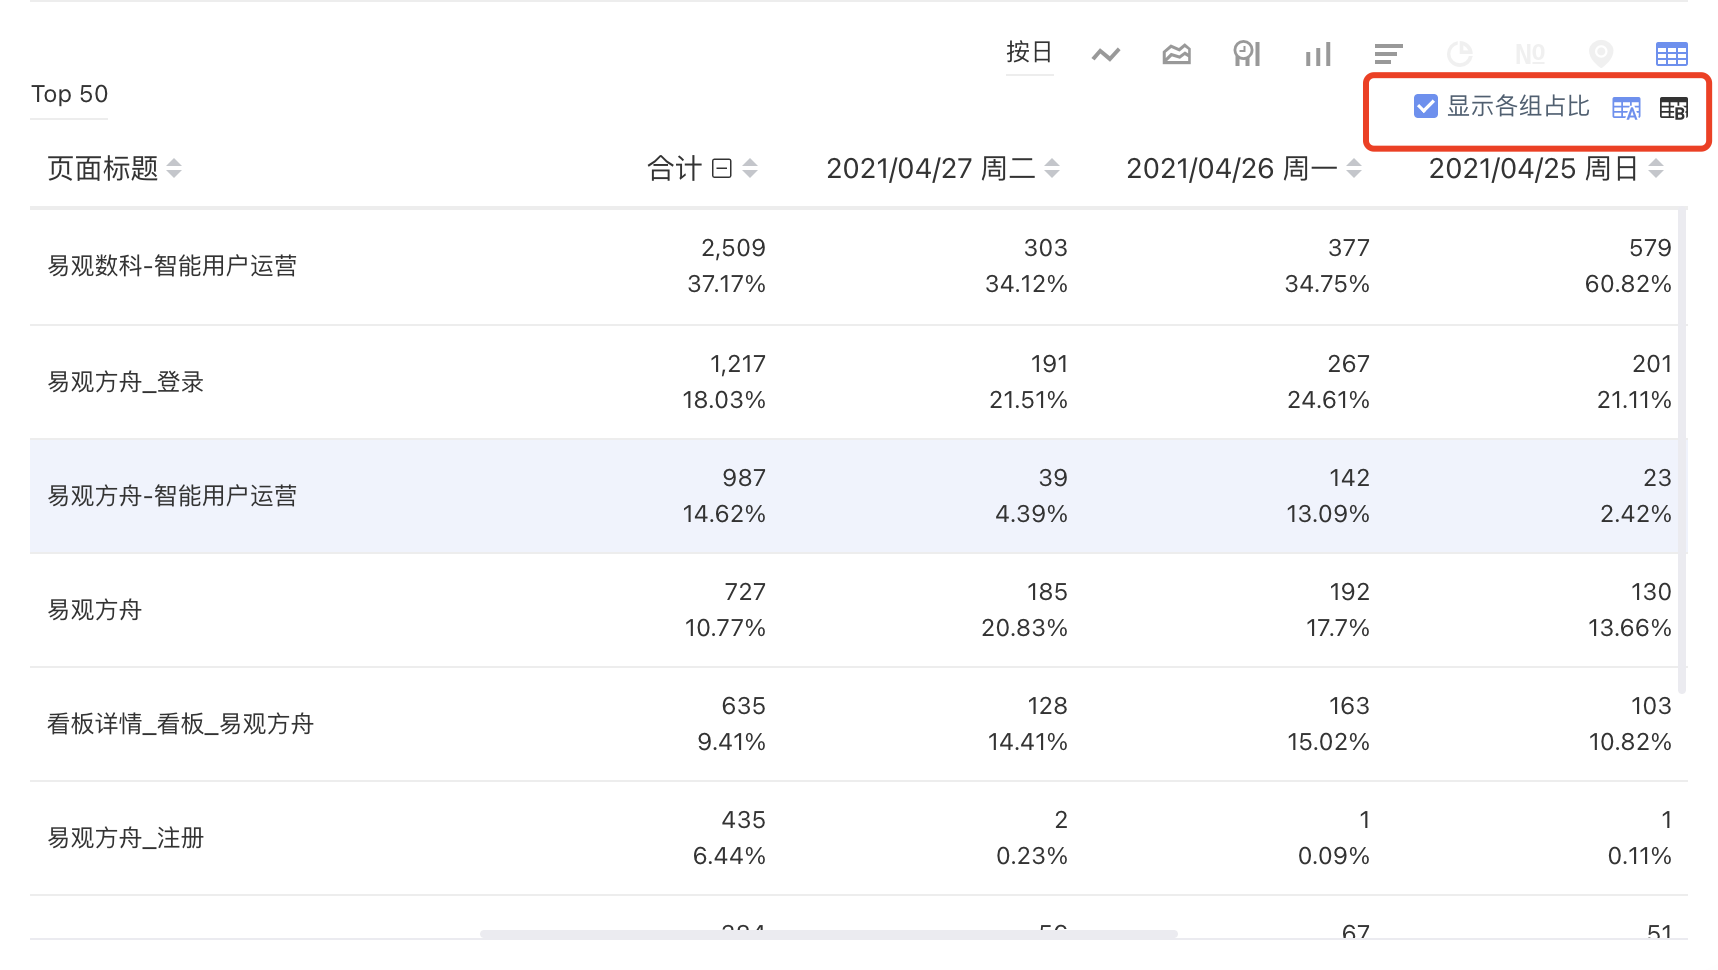 按日 Nº
Top 50
显示各组占比 A B
页面标题 合计 2021/04/27 周二 2021/04/26 周一 2021/04/25 周日
易观数科-智能用户运营 2,509 303 377 579
37.17% 34.12% 34.75% 60.82%
易观方舟_登录 1,217 191 267 201
18.03% 21.51% 24.61% 21.11%
易观方舟-智能用户运营 987 39 142 23
14.62% 4.39% 13.09% 2.42%
易观方舟 727 185 192 130
10.77% 20.83% 17.7% 13.66%
看板详情_看板_易观方舟 635 128 163 103
9.41% 14.41% 15.02% 10.82%
易观方舟_注册 435 2 1 1
6.44% 0.23% 0.09% 0.11%
67 51